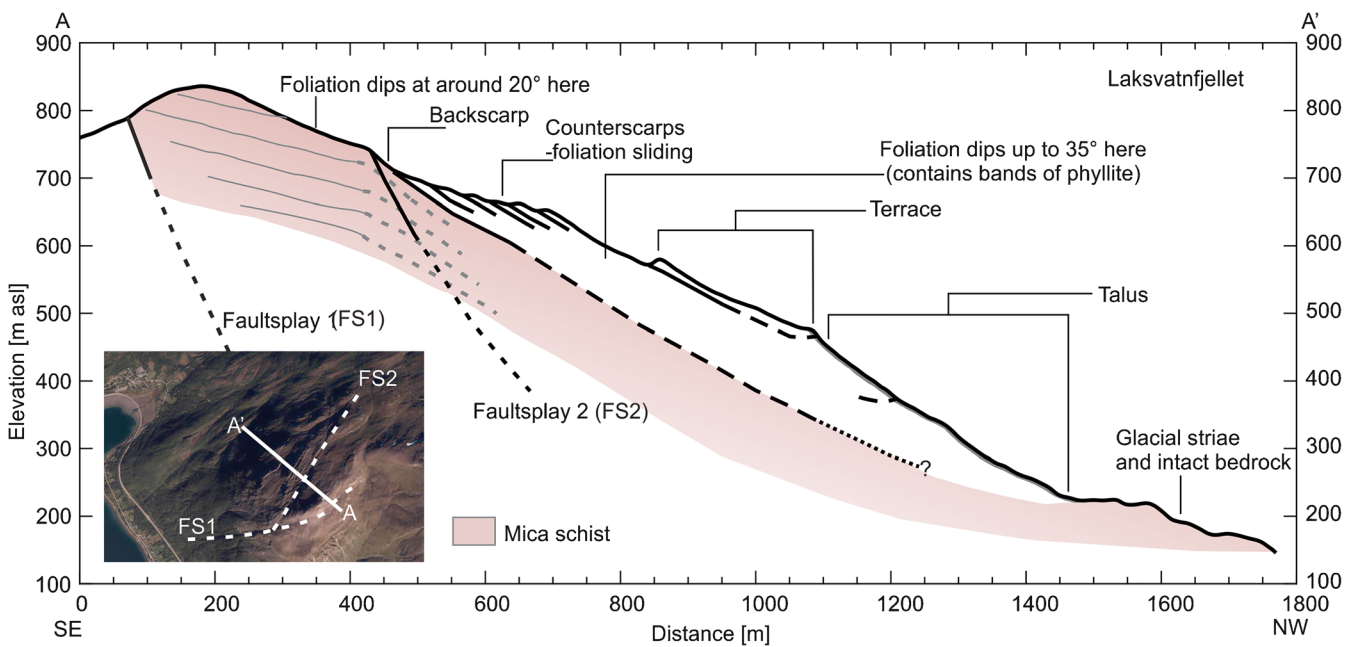 A
A’
900
900
Laksvatnfjellet
Foliation dips at around 20° here
800
800
Backscarp
Counterscarps
-foliation sliding
Foliation dips up to 35° here
(contains bands of phyllite)
700
700
Terrace
600
600
Talus
500
500
Faultsplay 1(FS1)
400
400
FS2
Faultsplay 2 (FS2)
A’
Glacial striae
and intact bedrock
300
300
?
A
FS1
200
200
Mica schist
100
100
Elevation [m asl]
0
200
400
600
800
1000
1200
1400
1600
1800
SE
Distance [m]
NW